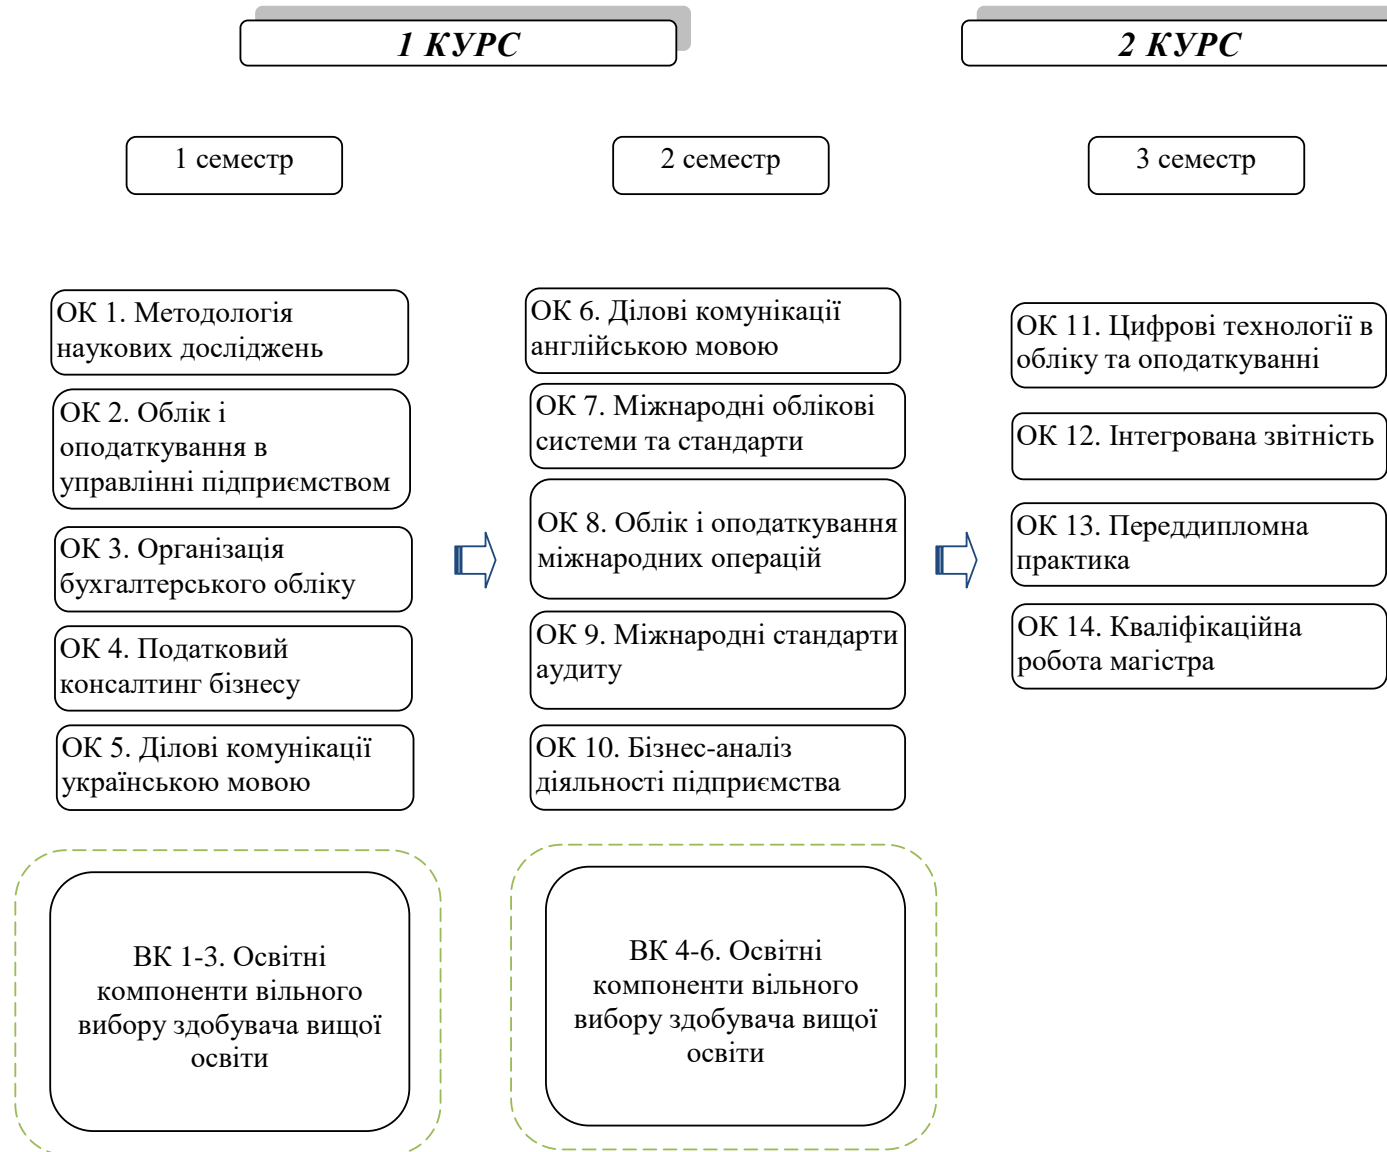 1 КУРС
2 КУРС
1 семестр
2 семестр
3 семестр
ОК 1. Методологія
наукових досліджень
ОК 2. Облік і
оподаткування в
управлінні підприємством
ОК 3. Організація
бухгалтерського обліку
ОК 4. Податковий
консалтинг бізнесу
ОК 5. Ділові комунікації
українською мовою
ВК 1-3. Освітні
компоненти вільного
вибору здобувача вищої
освіти
ОК 6. Ділові комунікації
англійською мовою
ОК 7. Міжнародні облікові
системи та стандарти
ОК 8. Облік і оподаткування
міжнародних операцій
ОК 9. Міжнародні стандарти
аудиту
ОК 10. Бізнес-аналіз
діяльності підприємства
ВК 4-6. Освітні
компоненти вільного
вибору здобувача вищої
освіти
ОК 11. Цифрові технології в
обліку та оподаткуванні
ОК 12. Інтегрована звітність
ОК 13. Переддипломна
практика
ОК 14. Кваліфікаційна
робота магістра